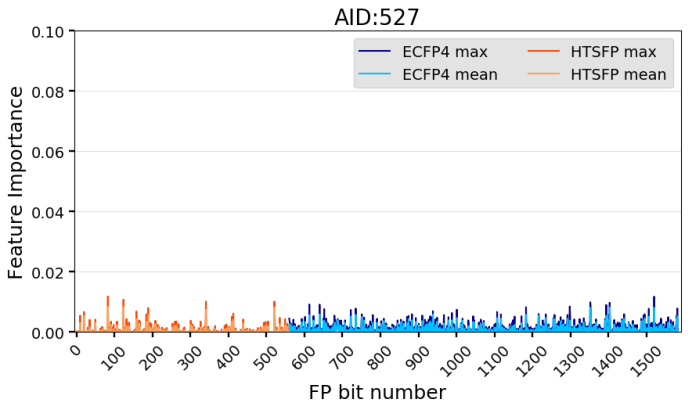 AID:527
ECFP4 max
HTSFP max
ECFP4 mean
HTSFP mean
Feature Importance
0.10
0.08
0.06
0.04
0.02
0.00
0 100 200 300 400 500 600 700 800 900 1000 1100 1200 1300 1400 1500
FP bit number